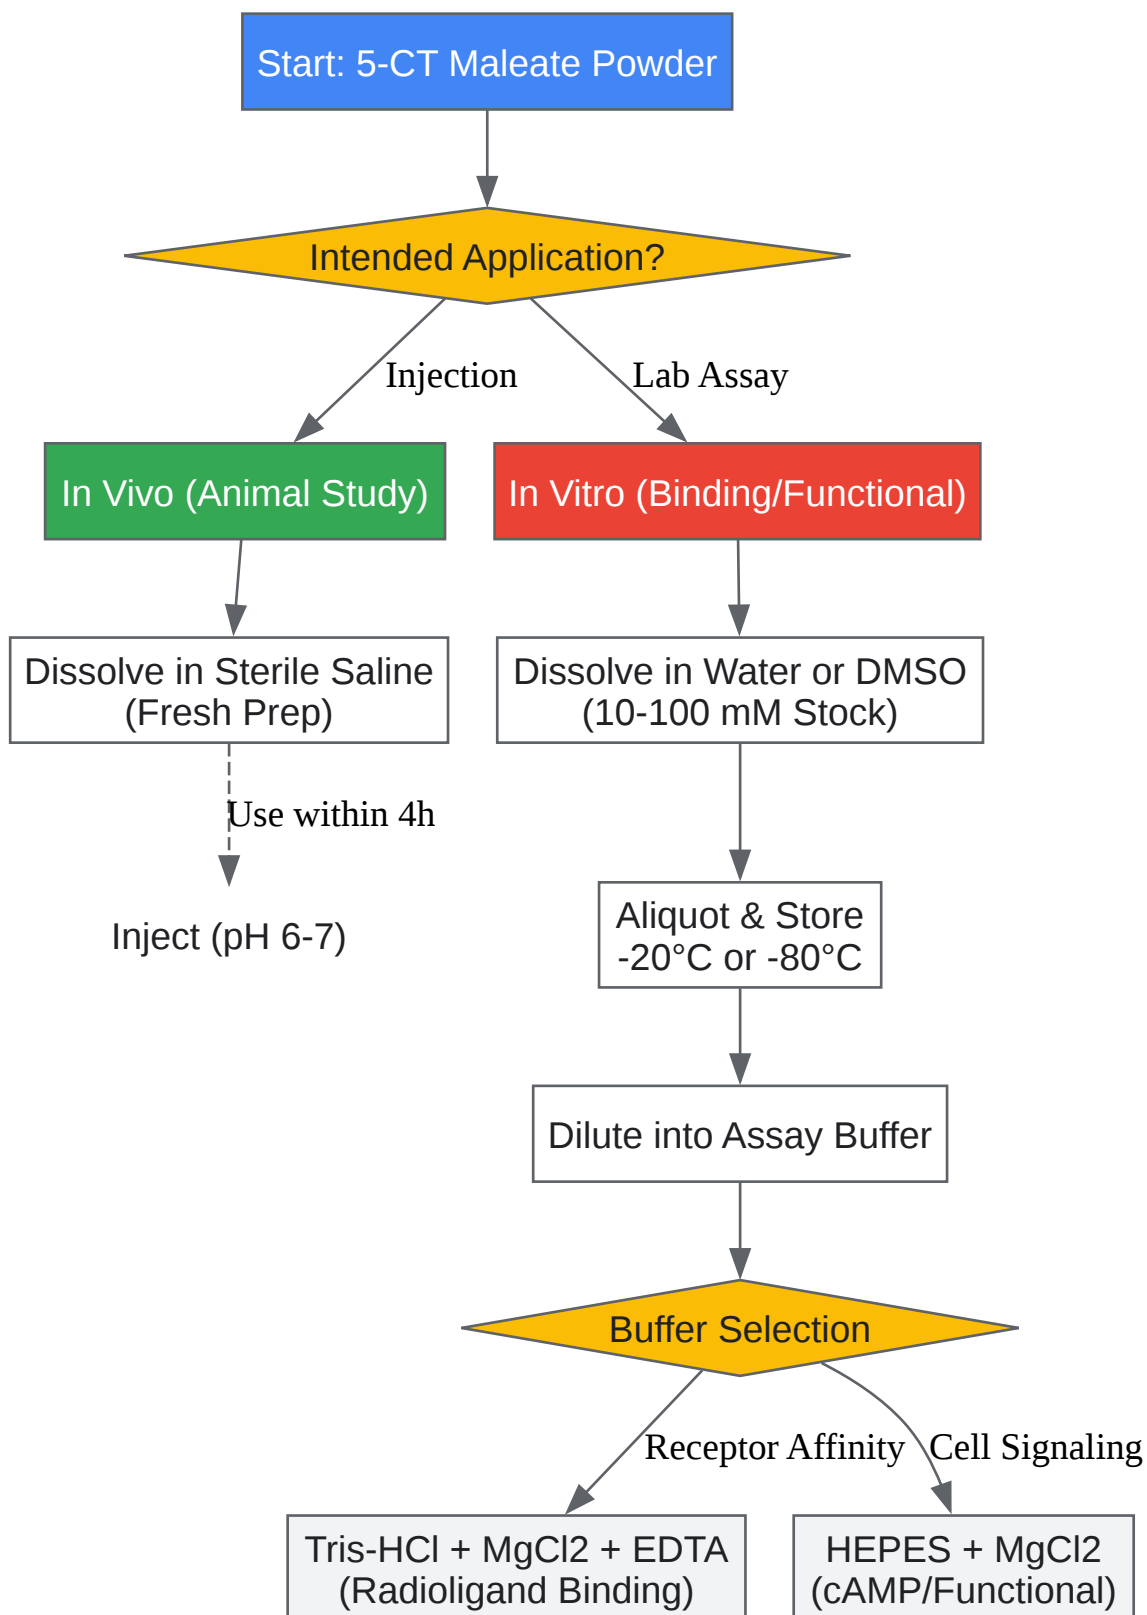 Start: 5-CT Maleate Powder
Intended Application?
Injection
Lab Assay
In Vivo (Animal Study)
In Vitro (Binding/Functional)
Dissolve in Sterile Saline
(Fresh Prep)
Dissolve in Water or DMSO
(10-100 mM Stock)
Use within 4h
Inject (pH 6-7)
Aliquot & Store
-20°C or -80°C
Dilute into Assay Buffer
Buffer Selection
Receptor Affinity
Cell Signaling
Tris-HCl + MgCl2 + EDTA
(Radioligand Binding)
HEPES + MgCl2
(cAMP/Functional)